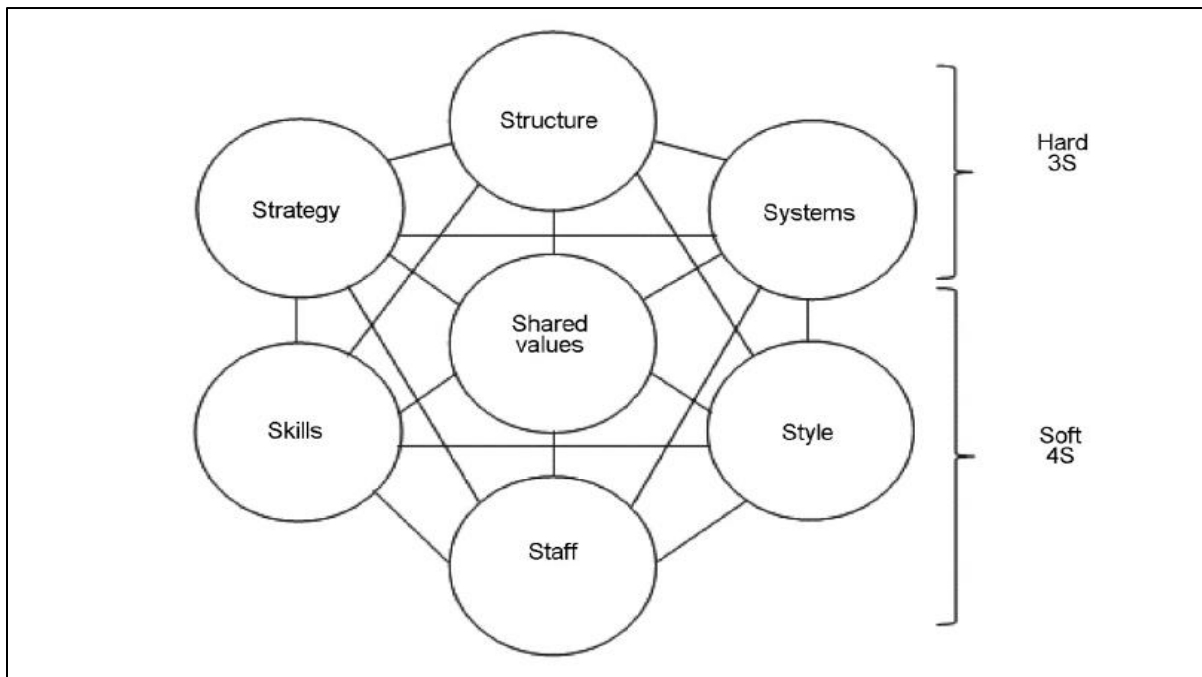 Structure
Strategy
Systems
Hard
3S
Shared
values
Skills
Style
Soft
4S
Staff